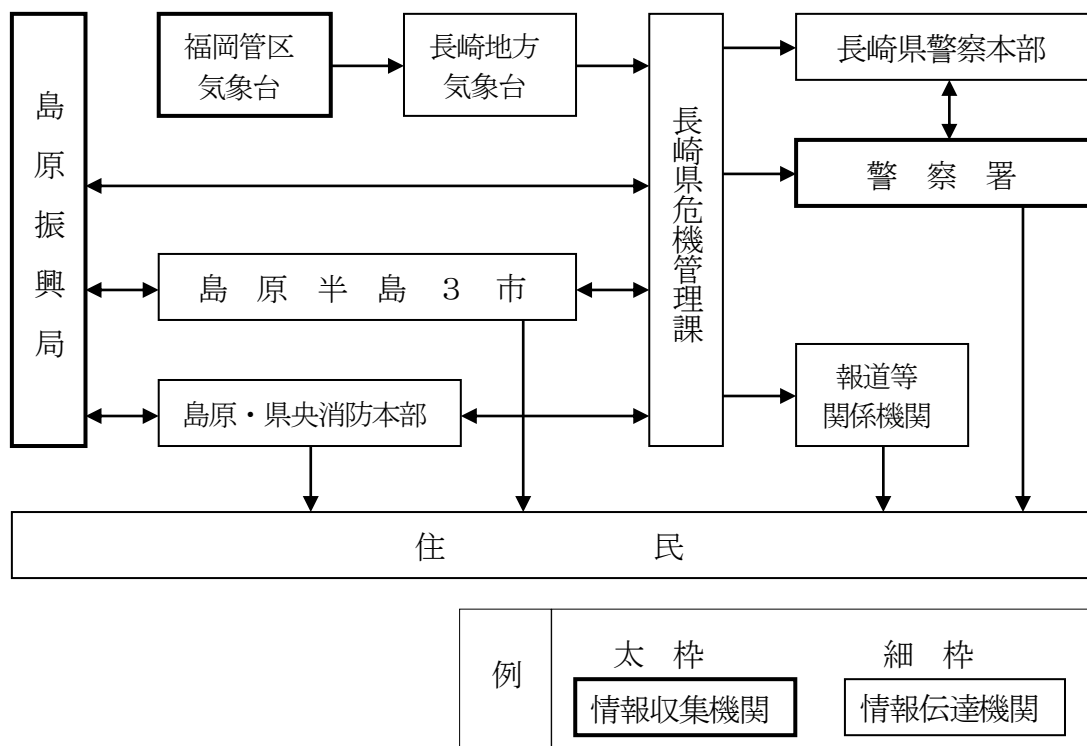 島原振興局
福岡管区
気象台
長崎地方
気象台
長崎県危機管理課
長崎県警察本部
警察署
島原半島3市
島原・県央消防本部
報道等
関係機関
住民
例
太枠
細枠
情報収集機関
情報伝達機関